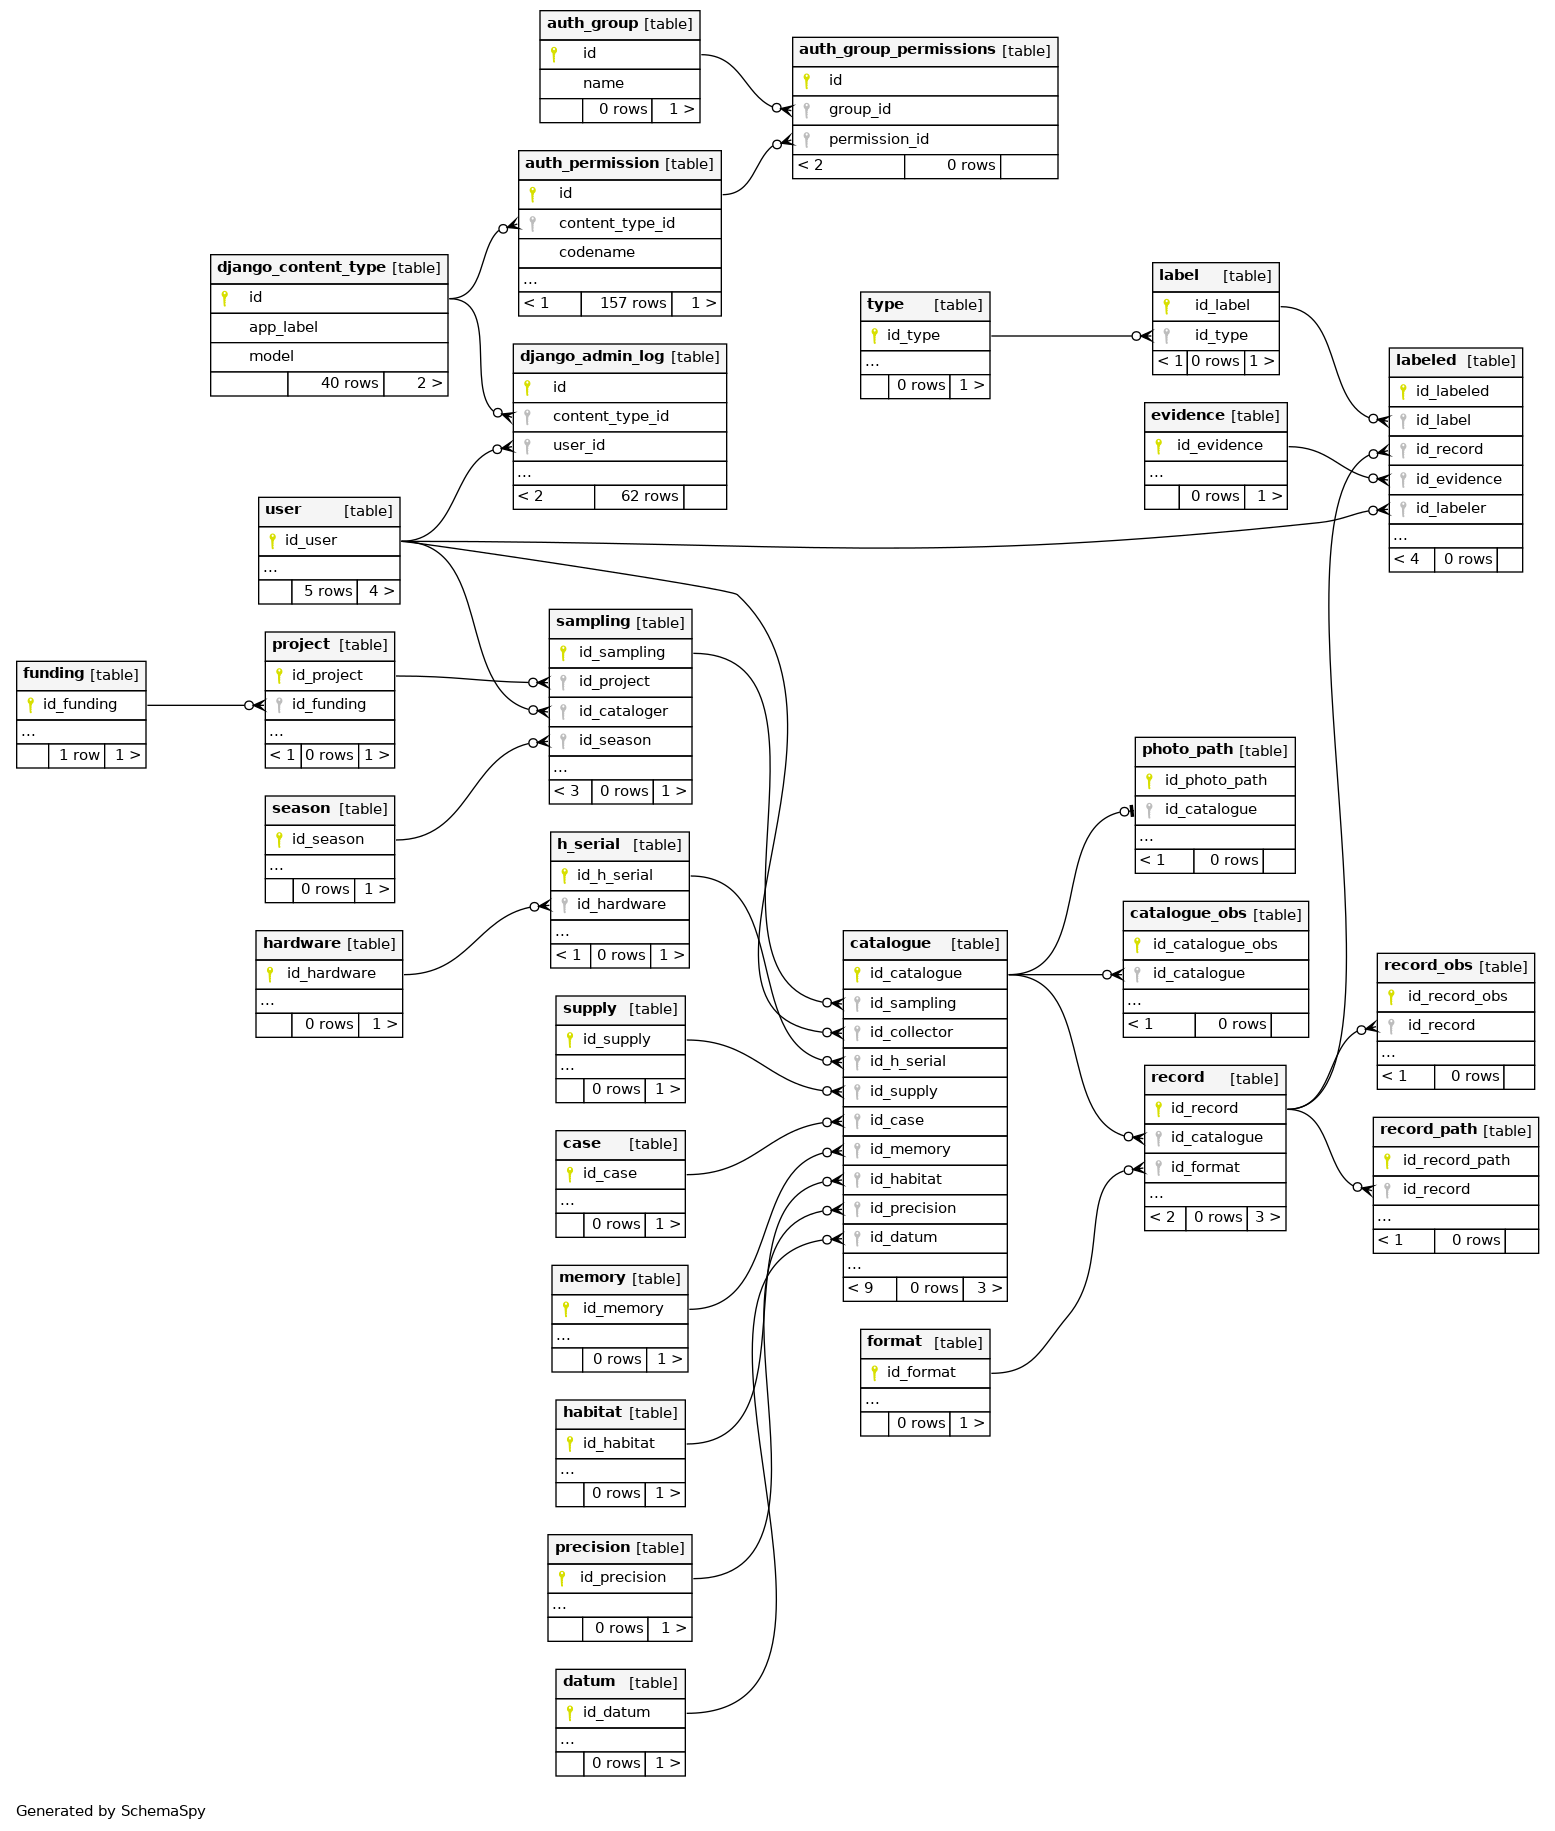 auth_group [table]
id
name
0 rows 1 >
auth_group_permissions [table]
id
group_id
permission_id
< 2 0 rows
auth_permission [table]
id
content_type_id
codename
...
< 1 157 rows 1 >
django_content_type [table]
id
app_label
model
40 rows 2 >
django_admin_log [table]
id
content_type_id
user_id
...
< 2 62 rows
type [table]
id_type
...
0 rows 1 >
label [table]
id_label
id_type
< 1 0 rows 1 >
evidence [table]
id_evidence
...
0 rows 1 >
labeled [table]
id_labeled
id_label
id_record
id_evidence
id_labeler
...
< 4 0 rows
user [table]
id_user
...
5 rows 4 >
funding [table]
id_funding
...
1 row 1 >
project [table]
id_project
id_funding
...
< 1 0 rows 1 >
season [table]
id_season
...
0 rows 1 >
hardware [table]
id_hardware
...
0 rows 1 >
sampling [table]
id_sampling
id_project
id_cataloger
id_season
...
< 3 0 rows 1 >
h_serial [table]
id_h_serial
id_hardware
...
< 1 0 rows 1 >
supply [table]
id_supply
...
0 rows 1 >
case [table]
id_case
...
0 rows 1 >
memory [table]
id_memory
...
0 rows 1 >
habitat [table]
id_habitat
...
0 rows 1 >
precision [table]
id_precision
...
0 rows 1 >
datum [table]
id_datum
...
0 rows 1 >
catalogue [table]
id_catalogue
id_sampling
id_collector
id_h_serial
id_supply
id_case
id_memory
id_habitat
id_precision
id_datum
...
< 9 0 rows 3 >
format [table]
id_format
...
0 rows 1 >
photo_path [table]
id_photo_path
id_catalogue
...
< 1 0 rows
catalogue_obs [table]
id_catalogue_obs
id_catalogue
...
< 1 0 rows
record [table]
id_record
id_catalogue
id_format
...
< 2 0 rows 3 >
record_obs [table]
id_record_obs
id_record
...
< 1 0 rows
record_path [table]
id_record_path
id_record
...
< 1 0 rows
Generated by SchemaSpy